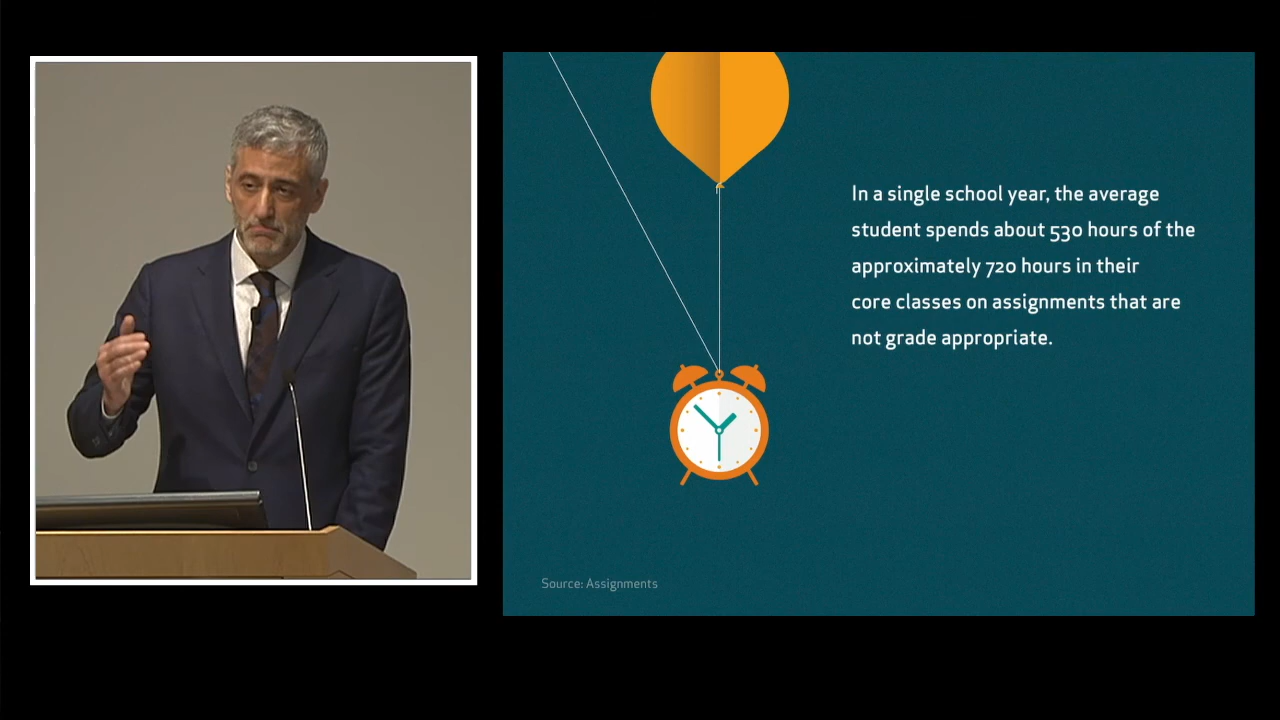 In a single school year, the average
student spends about 530 hours of the
approximately 720 hours in their
core classes on assignments that are
not grade appropriate.
Source: Assignments